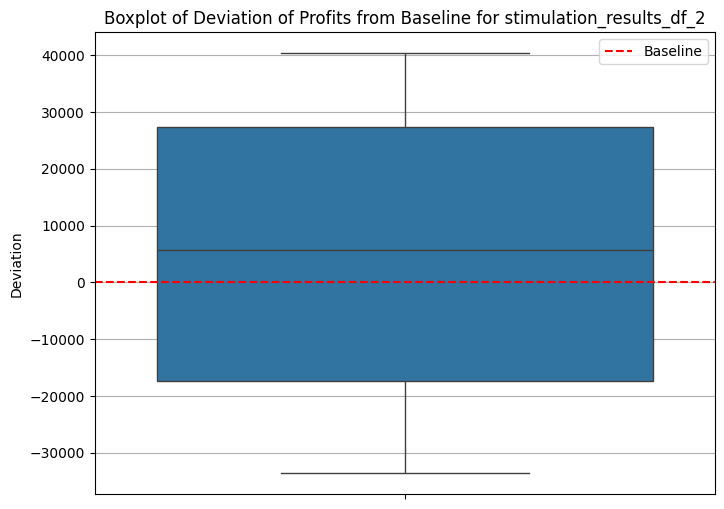 Boxplot of Deviation of Profits from Baseline for stimulation_results_df_2
Baseline
40000
30000
20000
10000
0
−10000
−20000
−30000
Deviation